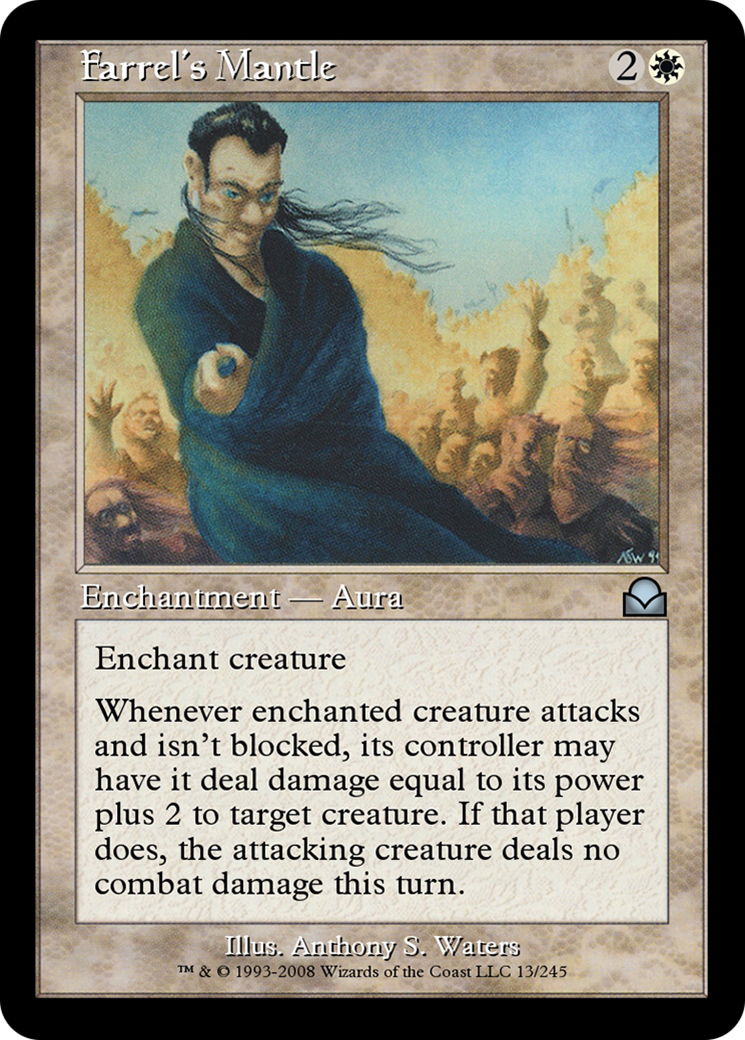 Farrel's Mantle 2
ASW 94
Enchantment — Aura
Enchant creature
Whenever enchanted creature attacks
and isn't blocked, its controller may
have it deal damage equal to its power
plus 2 to target creature. If that player
does, the attacking creature deals no
combat damage this turn.
Illus. Anthony S. Waters
™ & © 1993-2008 Wizards of the Coast LLC 13/245